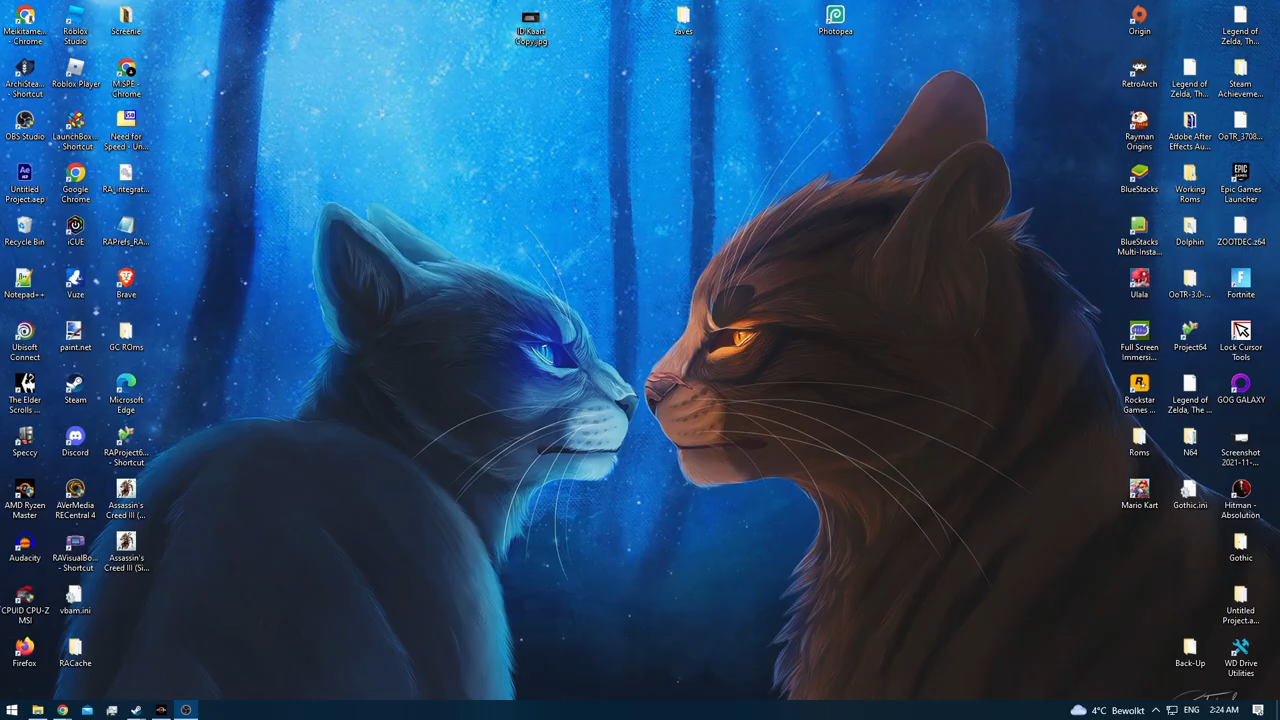 Meikitame...
- Chrome
Roblox
Studio
Screenie
ID Kaart
Copy.jpg
saves
Photopea
Origin
Legend of
Zelda, Th...
ArchiStea...
- Shortcut
Roblox Player
M:SPE -
Chrome
RetroArch
Legend of
Zelda, Th...
Steam
Achieveme...
OBS Studio
LaunchBox...
- Shortcut
Need for
Speed - Un...
Rayman
Origins
Adobe After
Effects Au...
OoTR_3708...
Untitled
Project.aep
Google
Chrome
RA_integrat...
BlueStacks
Working
Roms
Epic Games
Launcher
Recycle Bin
iCUE
RAPrefs_RA...
BlueStacks
Multi-Insta...
Dolphin
ZOOTDEC.z64
Notepad++
Vuze
Brave
Ulala
OoTR-3.0-...
Fortnite
Ubisoft
Connect
paint.net
GC ROms
Full Screen
Immersi...
Project64
Lock Cursor
Tools
The Elder
Scrolls ...
Steam
Microsoft
Edge
Rockstar
Games ...
Legend of
Zelda, The ...
GOG GALAXY
Speccy
Discord
RAProject6...
- Shortcut
Roms
N64
Screenshot
2021-11-...
AMD Ryzen
Master
AVerMedia
RECentral 4
Assassin's
Creed III (...
Mario Kart
Gothic.ini
Hitman -
Absolution
Audacity
RAVisualBo...
- Shortcut
Assassin's
Creed III (Si...
Gothic
CPUID CPU-Z
MSI
vbam.ini
Untitled
Project.a...
Firefox
RACache
Back-Up
WD Drive
Utilities
4°C Bewolkt
ENG
2:24 AM